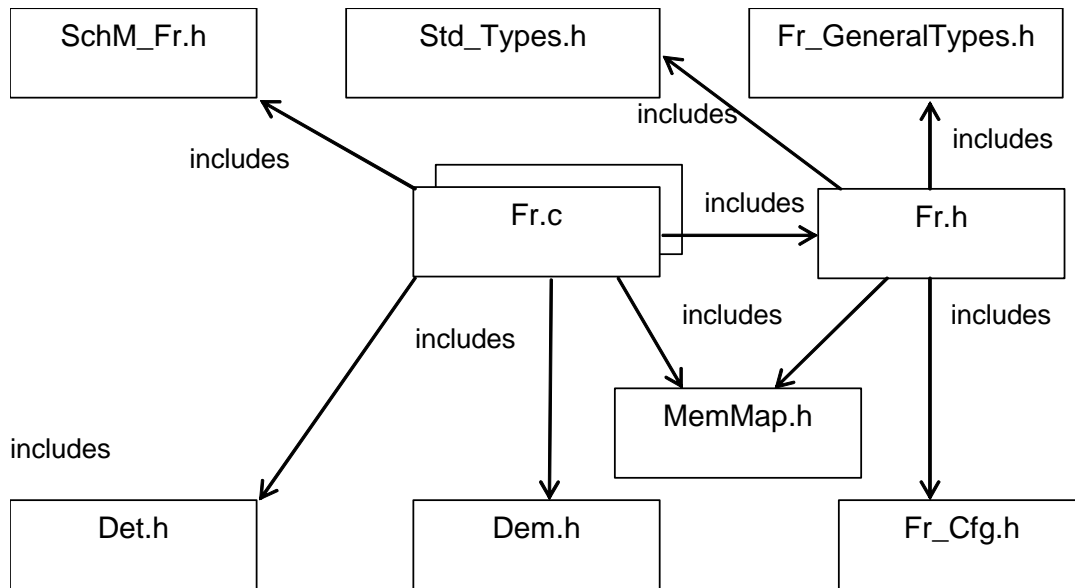 SchM_Fr.h
Std_Types.h
Fr_GeneralTypes.h
includes
includes
includes
Fr.c
includes
Fr.h
includes
includes
includes
MemMap.h
includes
Det.h
Dem.h
Fr_Cfg.h